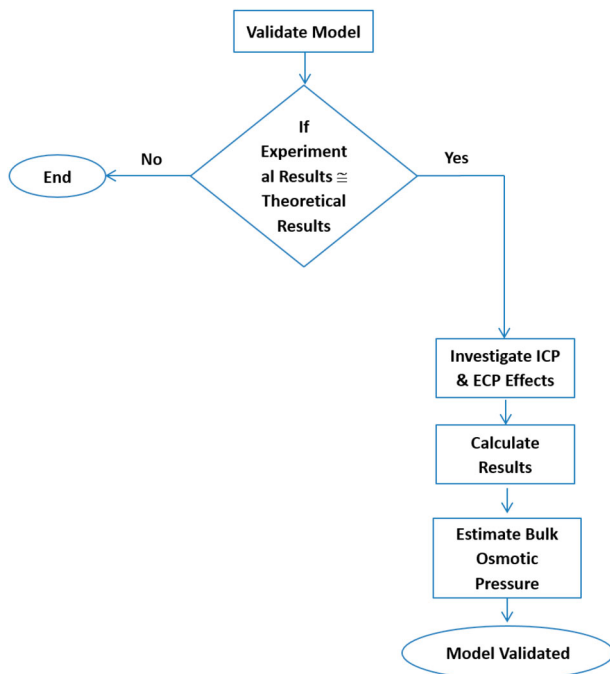 Validate Model
If
Experiment
al Results ≅
Theoretical
Results
No
Yes
End
Investigate ICP
& ECP Effects
Calculate
Results
Estimate Bulk
Osmotic
Pressure
Model Validated